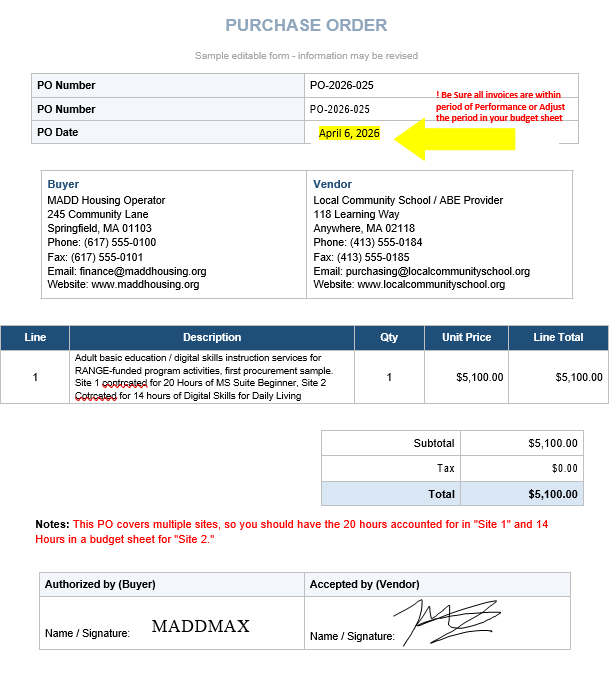 PURCHASE ORDER
Sample editable form - information may be revised
PO Number PO-2026-025
PO Number PO-2026-025
PO Date April 6, 2026
! Be Sure all invoices are within
period of Performance or Adjust
the period in your budget sheet
Buyer
MADD Housing Operator
245 Community Lane
Springfield, MA 01103
Phone: (617) 555-0100
Fax: (617) 555-0101
Email: finance@maddhousing.org
Website: www.maddhousing.org
Vendor
Local Community School / ABE Provider
118 Learning Way
Anywhere, MA 02118
Phone: (413) 555-0184
Fax: (413) 555-0185
Email: purchasing@localcommunityschool.org
Website: www.localcommunityschool.org
Line Description Qty Unit Price Line Total
1
Adult basic education / digital skills instruction services for
RANGE-funded program activities, first procurement sample.
Site 1 contrcated for 20 Hours of MS Suite Beginner, Site 2
Cotrcated for 14 hours of Digital Skills for Daily Living
1 $5,100.00 $5,100.00
Subtotal $5,100.00
Tax $0.00
Total $5,100.00
Notes: This PO covers multiple sites, so you should have the 20 hours accounted for in "Site 1" and 14
Hours in a budget sheet for "Site 2."
Authorized by (Buyer) Accepted by (Vendor)
Name / Signature: MADDMAX
Name / Signature: